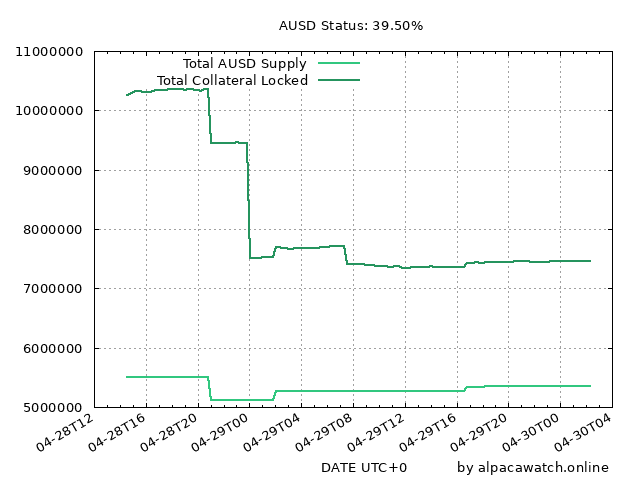 AUSD Status: 39.50%
11000000
Total AUSD Supply
Total Collateral Locked
10000000
9000000
8000000
7000000
6000000
5000000
04-28T12 04-28T16 04-28T20 04-29T00 04-29T04 04-29T08 04-29T12 04-29T16 04-29T20 04-30T00 04-30T04
DATE UTC+0 by alpacawatch.online